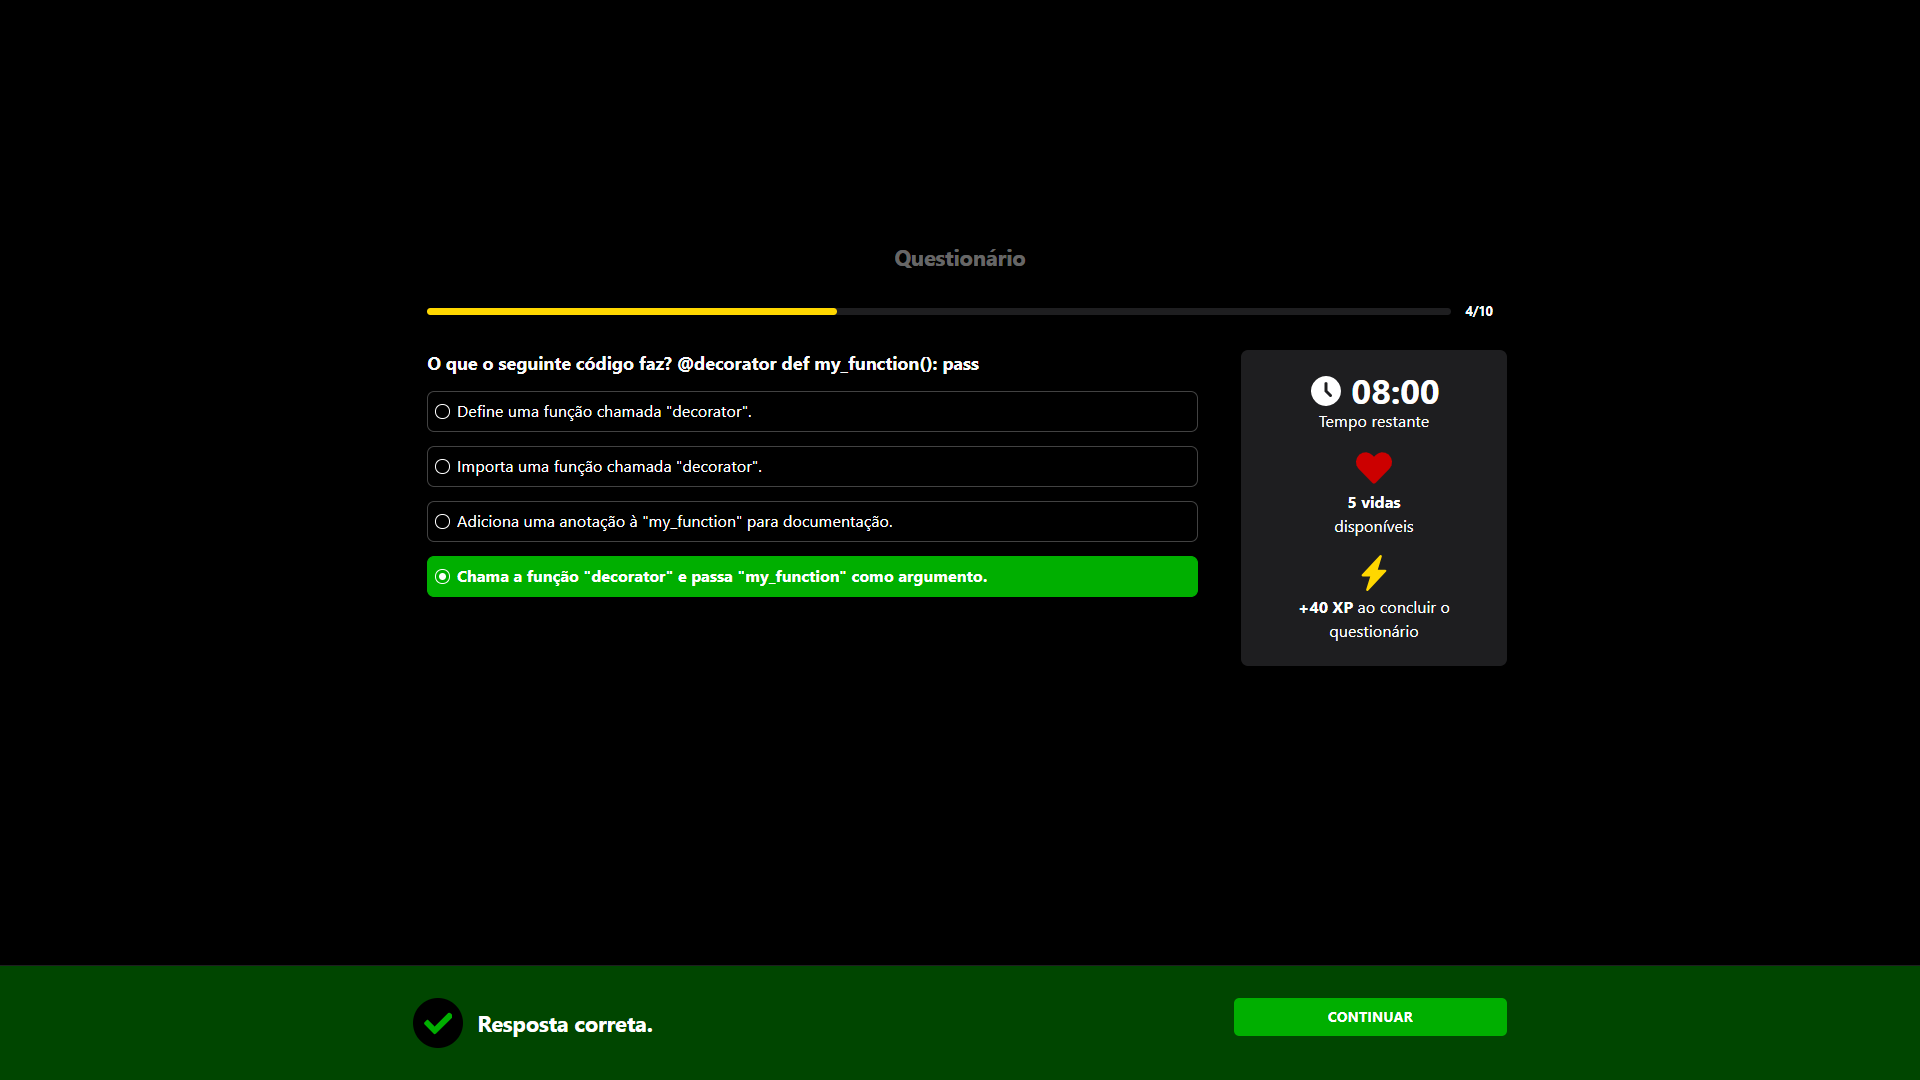 Questionário
4/10
O que o seguinte código faz? @decorator def my_function(): pass
Define uma função chamada "decorator".
Importa uma função chamada "decorator".
Adiciona uma anotação à "my_function" para documentação.
Chama a função "decorator" e passa "my_function" como argumento.
08:00
Tempo restante
5 vidas
disponíveis
+40 XP ao concluir o
questionário
Resposta correta.
CONTINUAR